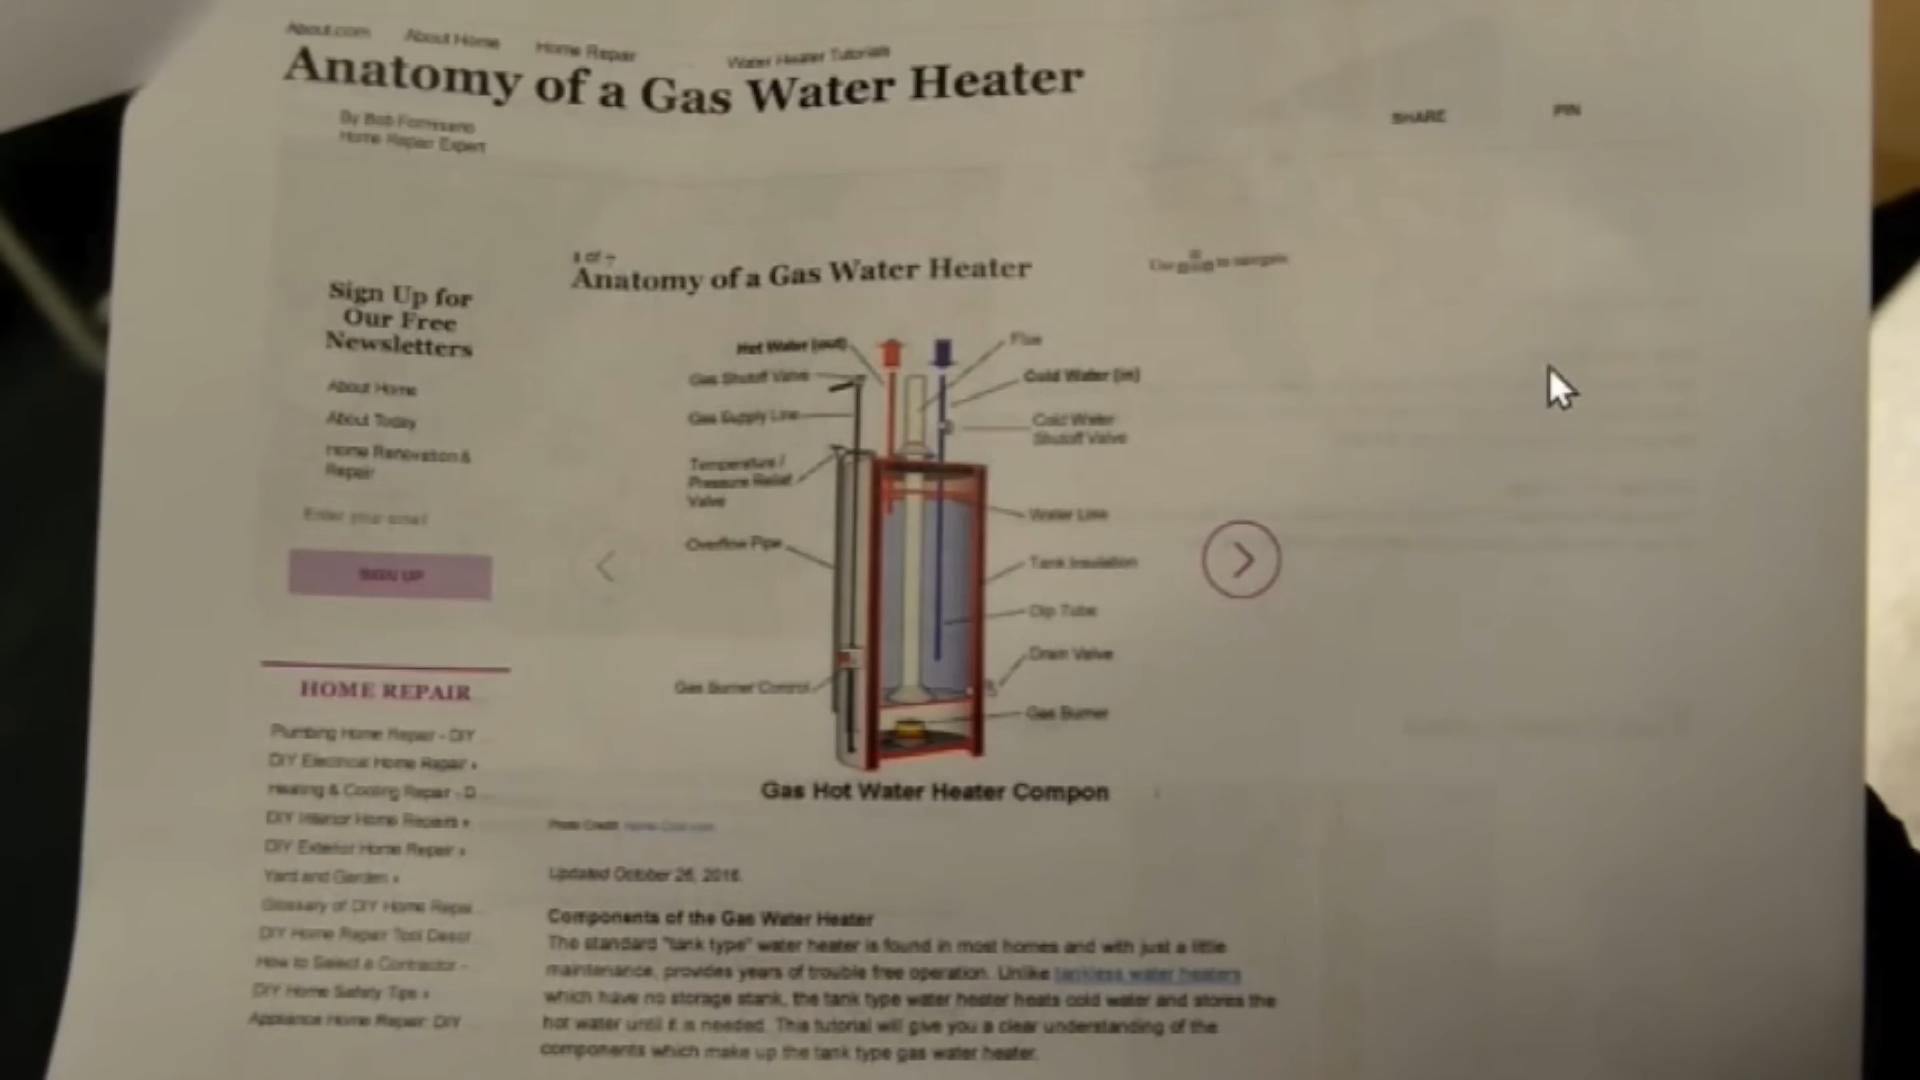 About.com About Home Home Repair Water Heater Tutorials
Anatomy of a Gas Water Heater
By Bob Formisano
Home Repair Expert
SHARE PIN
Sign Up for
Our Free
Newsletters
About Home
About Today
Home Renovation &
Repair
Enter your email
SIGN UP
HOME REPAIR
Plumbing Home Repair - DIY
DIY Electrical Home Repair
Heating & Cooling Repair - D
DIY Interior Home Repairs
DIY Exterior Home Repair
Yard and Garden
Glossary of DIY Home Repai
DIY Home Repair Tool Descr
How to Select a Contractor -
DIY Home Safety Tips
Appliance Home Repair: DIY
1 of 7
Anatomy of a Gas Water Heater
to navigate
Hot Water (out)
Gas Shutoff Valve
Gas Supply Line
Temperature /
Pressure Relief
Valve
Overflow Pipe
Gas Burner Control
Flue
Cold Water (in)
Cold Water
Shutoff Valve
Water Line
Tank Insulation
Dip Tube
Drain Valve
Gas Burner
Gas Hot Water Heater Compon
Photo Credit
Updated October 26, 2016.
Components of the Gas Water Heater
The standard "tank type" water heater is found in most homes and with just a little
maintenance, provides years of trouble free operation. Unlike tankless water heaters
which have no storage stank, the tank type water heater heats cold water and stores the
hot water until it is needed. This tutorial will give you a clear understanding of the
components which make up the tank type gas water heater.